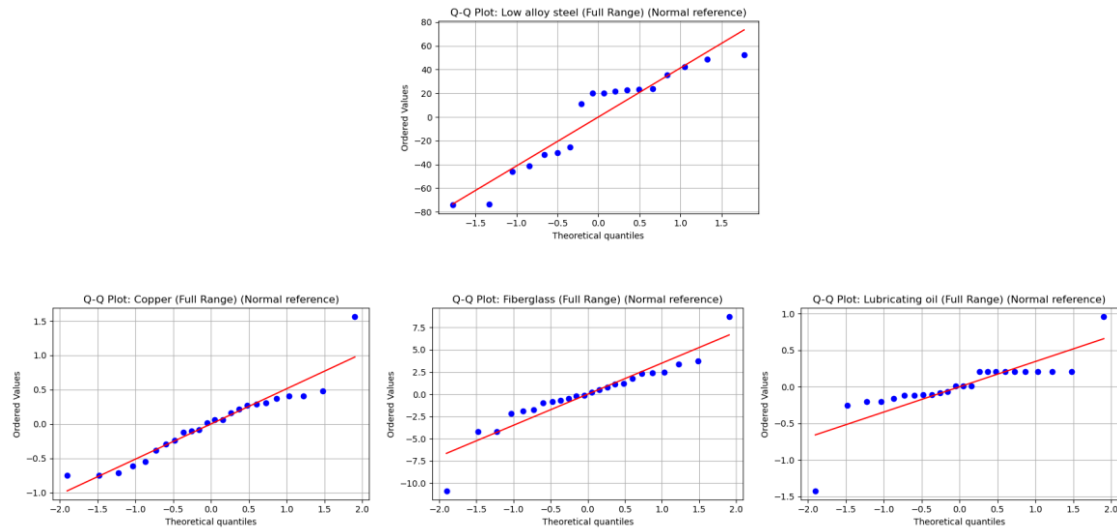 Q-Q Plot: Low alloy steel (Full Range) (Normal reference)
80
60
40
20
0
−20
−40
−60
−80
Ordered Values
−1.5 −1.0 −0.5 0.0 0.5 1.0 1.5
Theoretical quantiles
Q-Q Plot: Copper (Full Range) (Normal reference)
1.5
1.0
0.5
0.0
−0.5
−1.0
Ordered Values
−2.0 −1.5 −1.0 −0.5 0.0 0.5 1.0 1.5 2.0
Theoretical quantiles
Q-Q Plot: Fiberglass (Full Range) (Normal reference)
7.5
5.0
2.5
0.0
−2.5
−5.0
−7.5
−10.0
Ordered Values
−2.0 −1.5 −1.0 −0.5 0.0 0.5 1.0 1.5 2.0
Theoretical quantiles
Q-Q Plot: Lubricating oil (Full Range) (Normal reference)
1.0
0.5
0.0
−0.5
−1.0
−1.5
Ordered Values
−2.0 −1.5 −1.0 −0.5 0.0 0.5 1.0 1.5 2.0
Theoretical quantiles